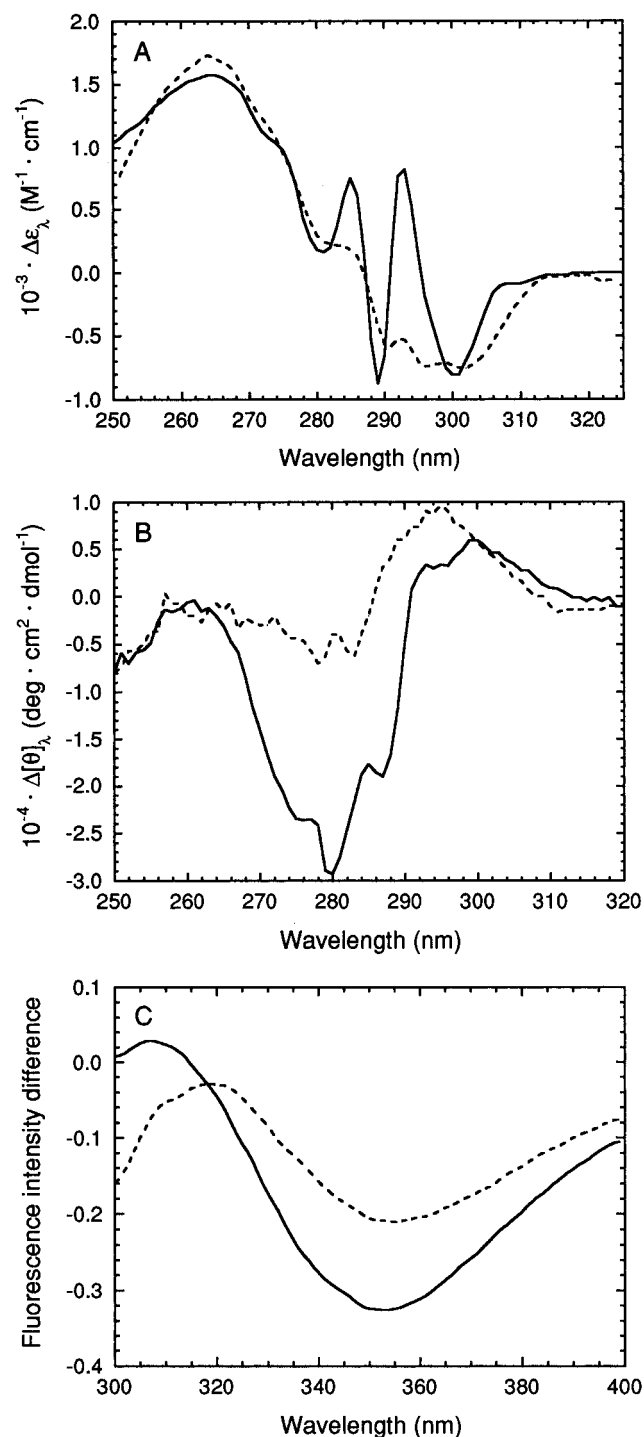 A
2.0
1.5
1.0
0.5
0.0
-0.5
-1.0
10⁻³ · Δελ (M⁻¹ · cm⁻¹)
250 260 270 280 290 300 310 320
Wavelength (nm)
B
1.0
0.5
0.0
-0.5
-1.0
-1.5
-2.0
-2.5
-3.0
10⁻⁴ · Δ[θ]λ (deg · cm² · dmol⁻¹)
250 260 270 280 290 300 310 320
Wavelength (nm)
C
0.1
0.0
-0.1
-0.2
-0.3
-0.4
Fluorescence intensity difference
300 320 340 360 380 400
Wavelength (nm)